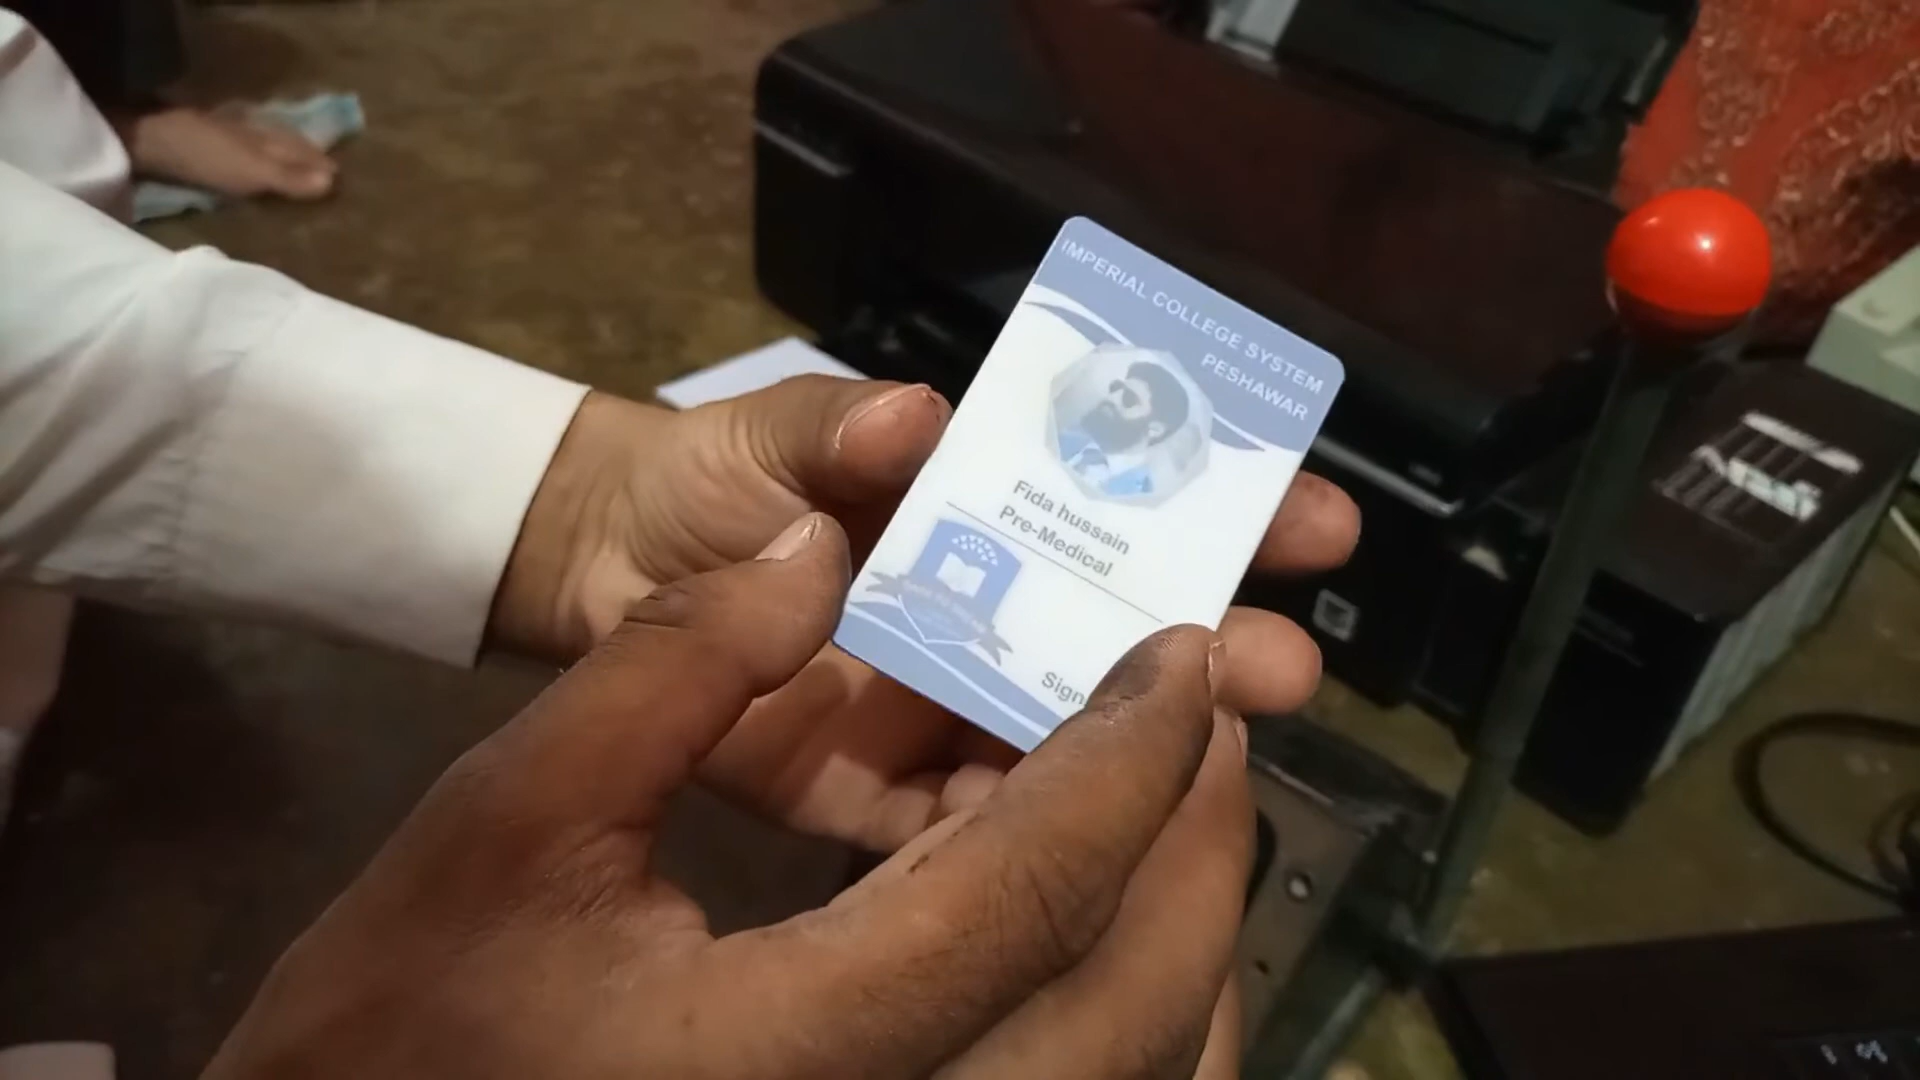 IMPERIAL COLLEGE SYSTEM
PESHAWAR
Fida hussain
Pre-Medical
Sign